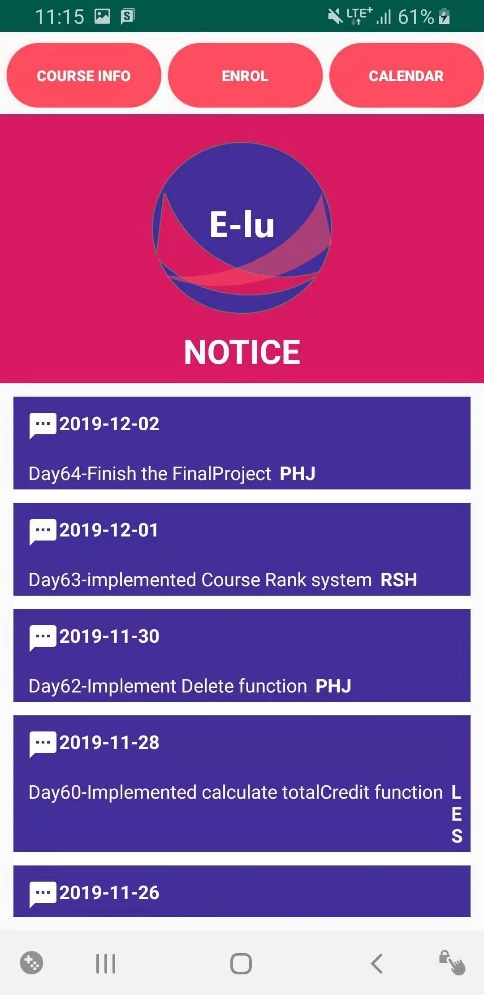 11:15 LTE+ 61%
COURSE INFO ENROL CALENDAR
E-lu
NOTICE
2019-12-02
Day64-Finish the FinalProject PHJ
2019-12-01
Day63-implemented Course Rank system RSH
2019-11-30
Day62-Implement Delete function PHJ
2019-11-28
Day60-Implemented calculate totalCredit function L
E
S
2019-11-26